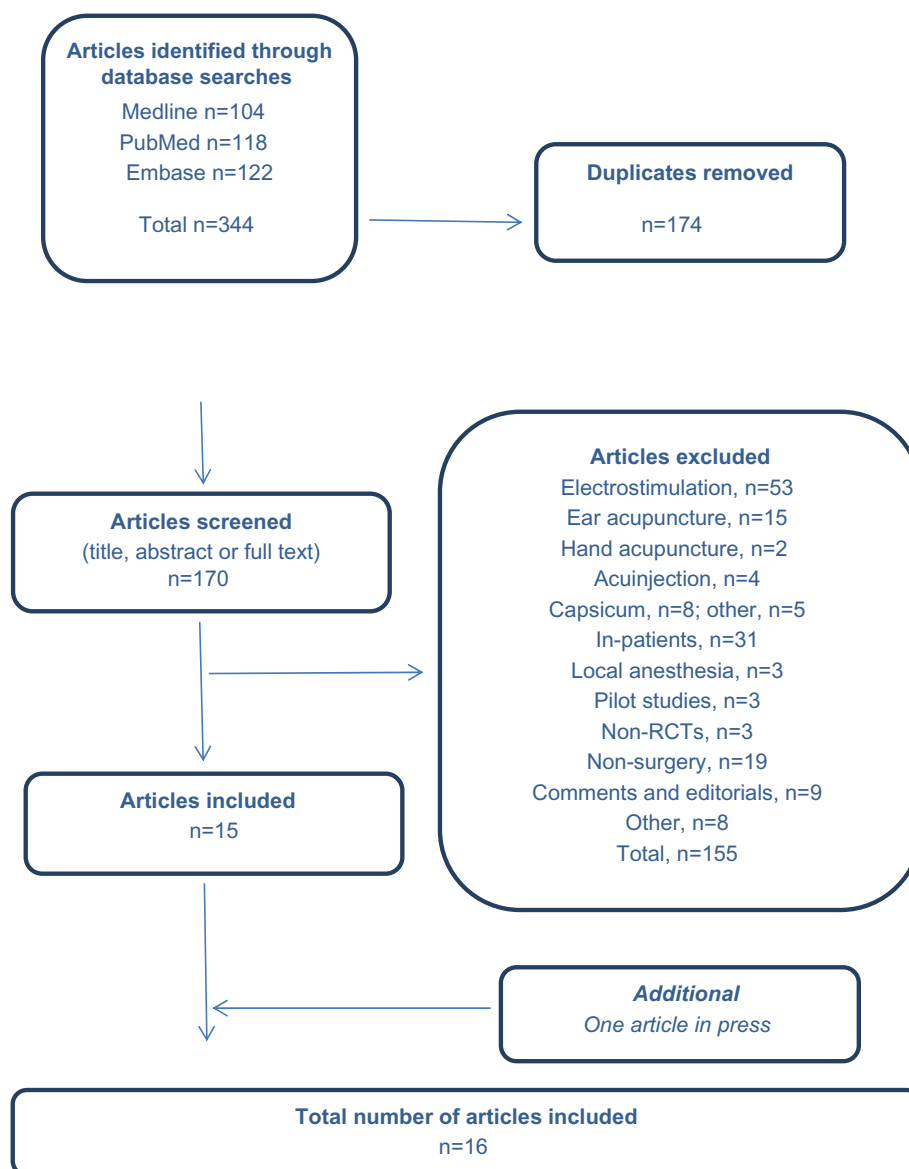 Articles identified through
database searches
Medline n=104
PubMed n=118
Embase n=122
Total n=344
Duplicates removed
n=174
Articles screened
(title, abstract or full text)
n=170
Articles excluded
Electrostimulation, n=53
Ear acupuncture, n=15
Hand acupuncture, n=2
Acuinjection, n=4
Capsicum, n=8; other, n=5
In-patients, n=31
Local anesthesia, n=3
Pilot studies, n=3
Non-RCTs, n=3
Non-surgery, n=19
Comments and editorials, n=9
Other, n=8
Total, n=155
Articles included
n=15
Additional
One article in press
Total number of articles included
n=16